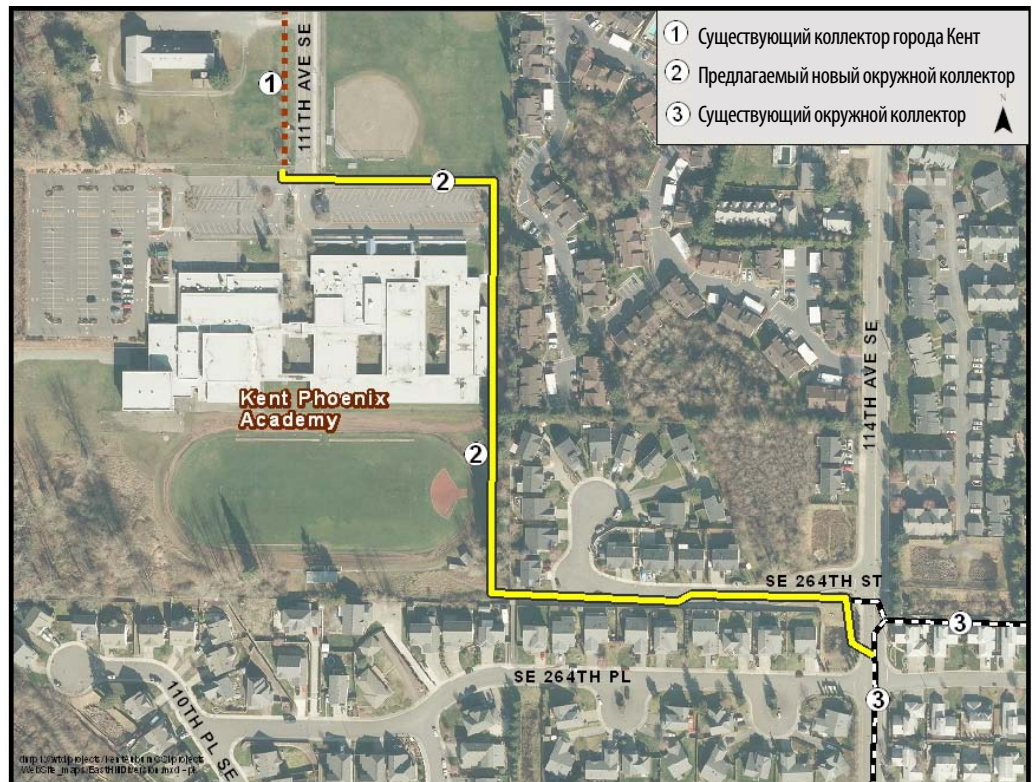 1 Существующий коллектор города Кент
2 Предлагаемый новый окружной коллектор
3 Существующий окружной коллектор
N
1
111TH AVE SE
2
Kent Phoenix
Academy
114TH AVE SE
2
SE 264TH ST
3
SE 264TH PL
3
110TH PL SE